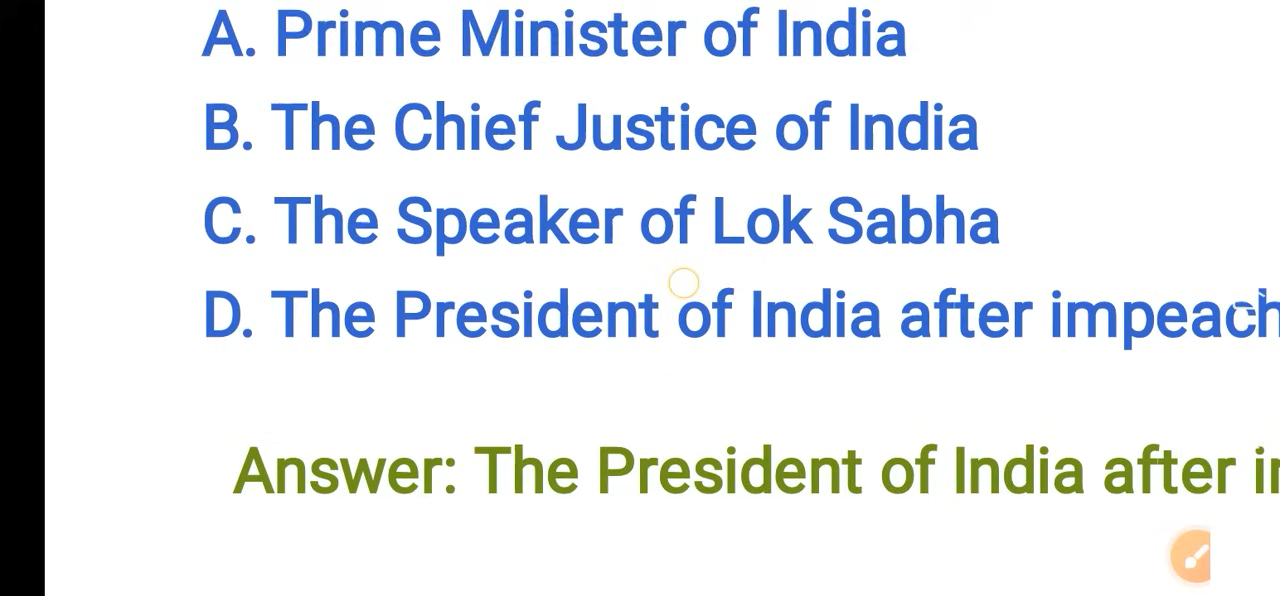 A. Prime Minister of India
B. The Chief Justice of India
C. The Speaker of Lok Sabha
D. The President of India after impeach
Answer: The President of India after